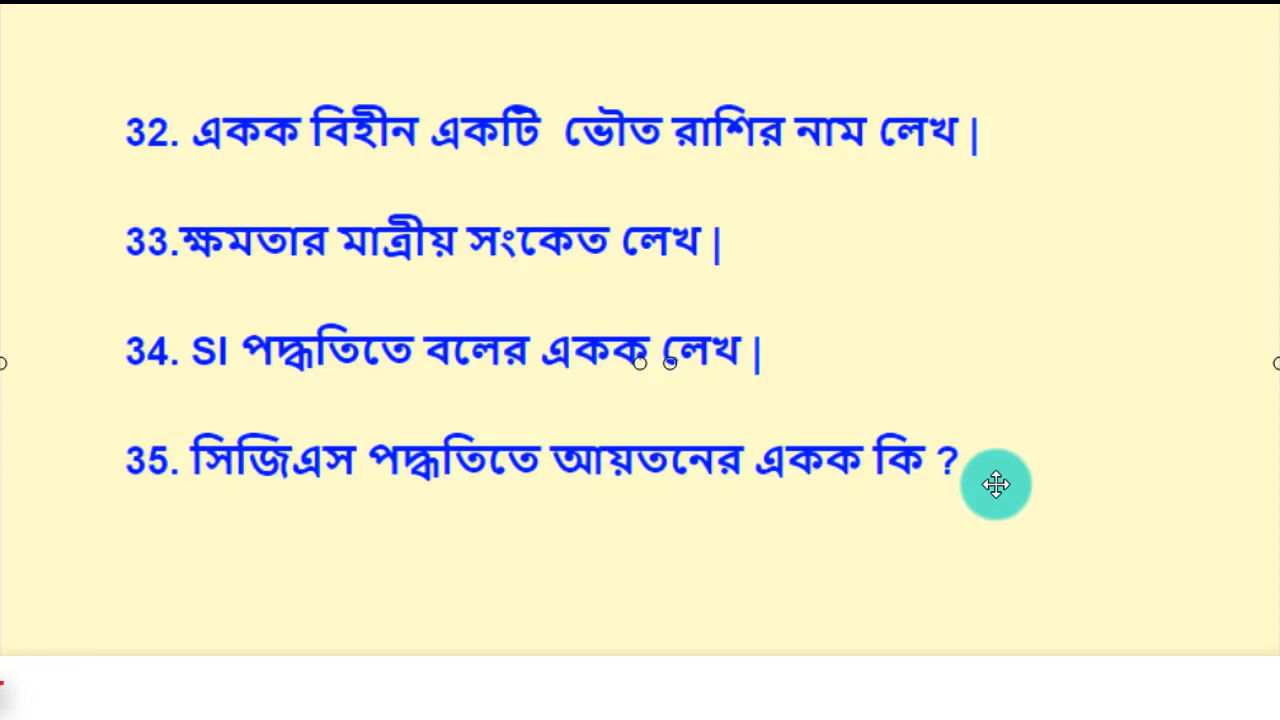 32. একক বিহীন একটি ভৌত রাশির নাম লেখ |
33.ক্ষমতার মাত্রীয় সংকেত লেখ |
34. SI পদ্ধতিতে বলের একক লেখ |
35. সিজিএস পদ্ধতিতে আয়তনের একক কি ?